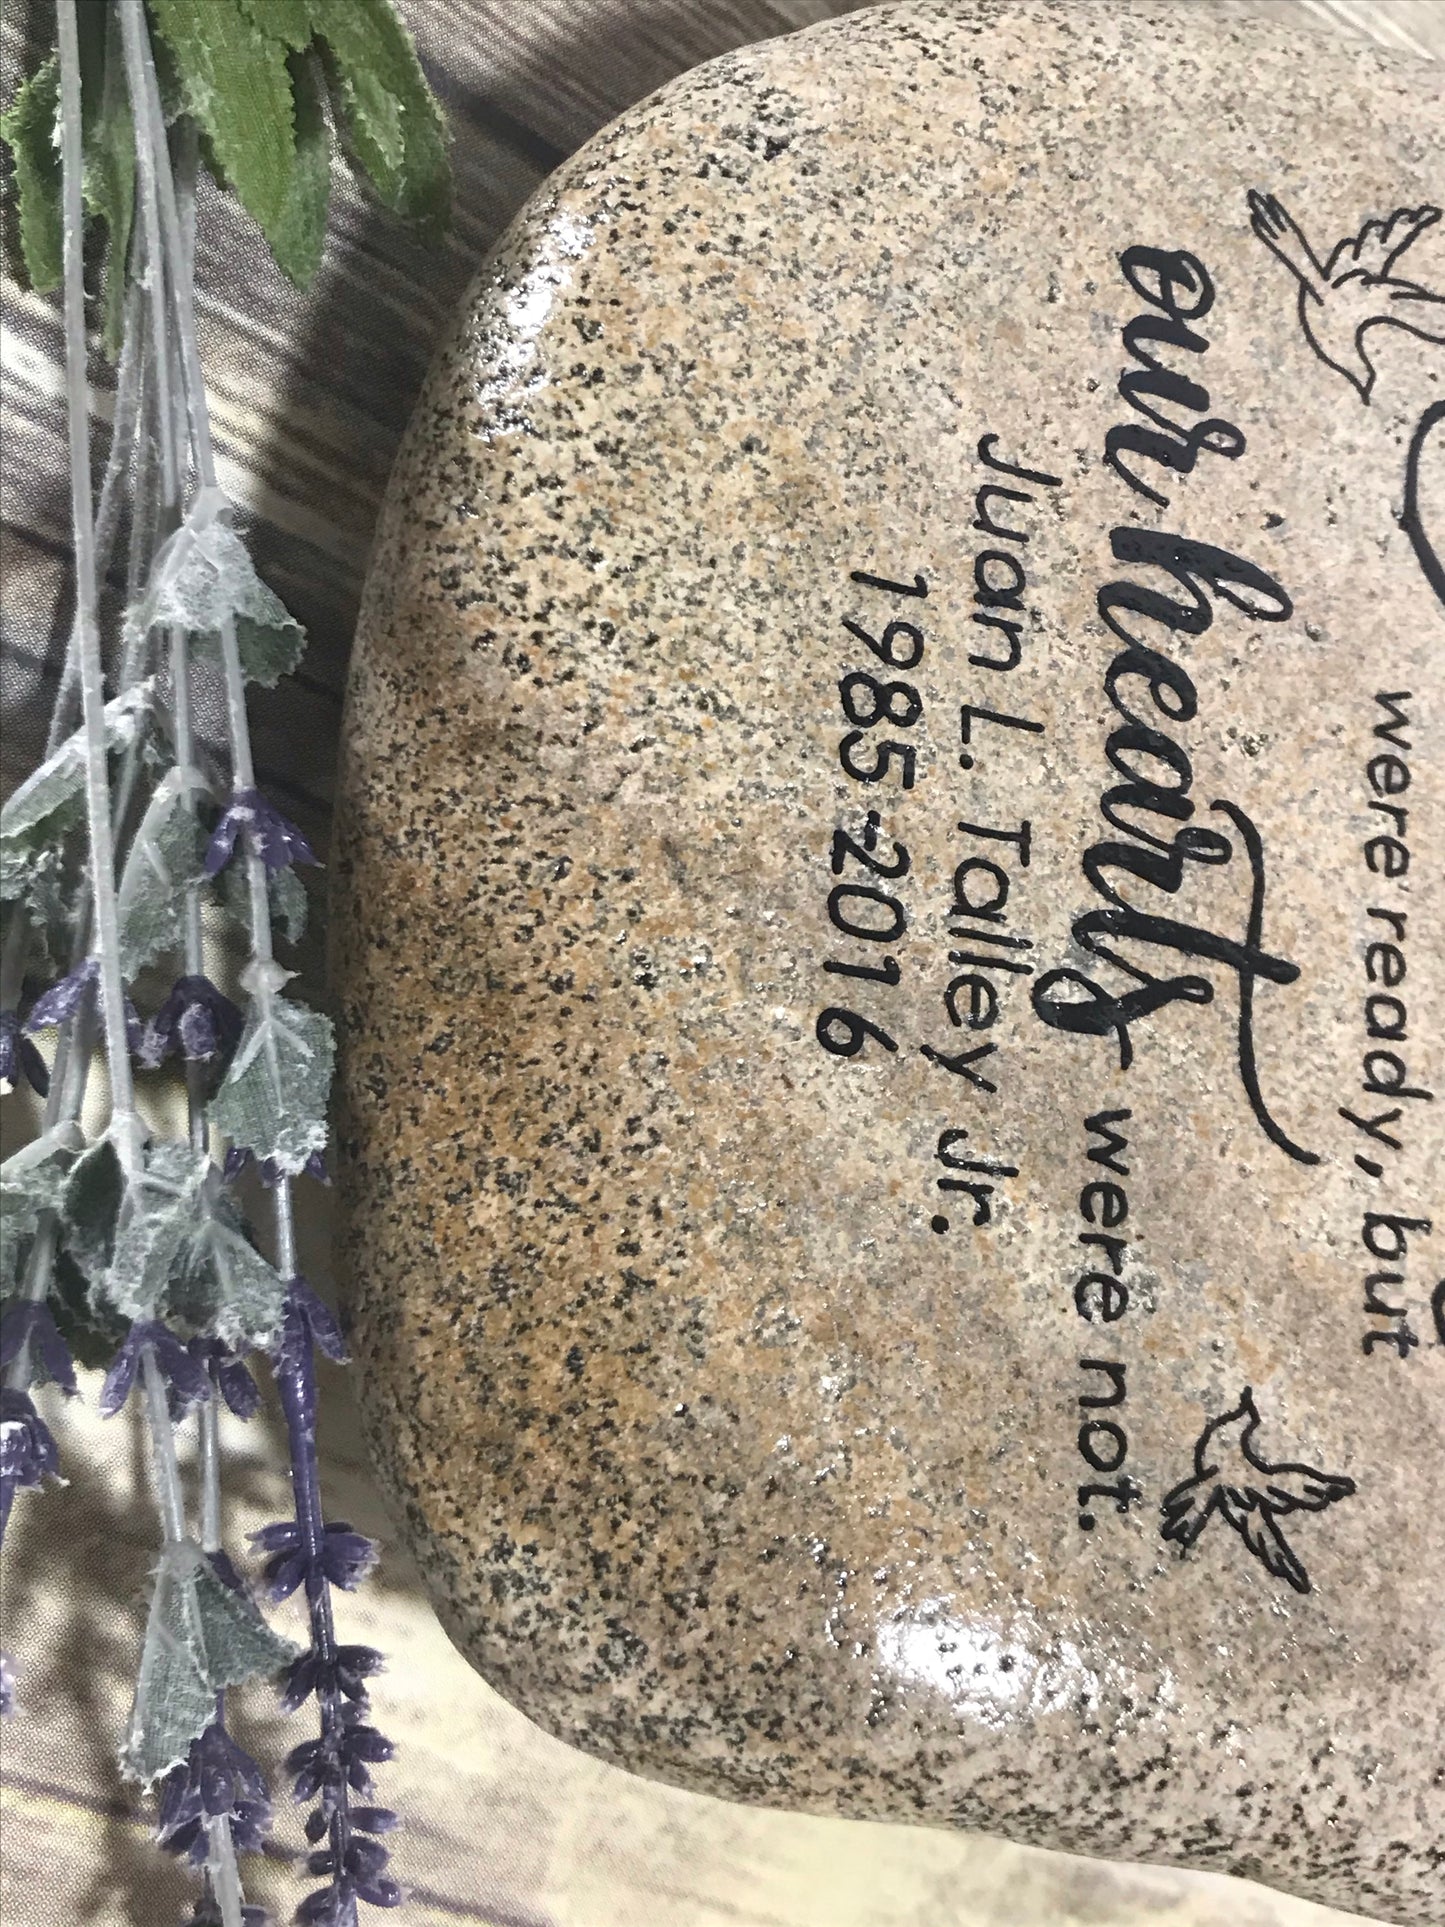 were ready, but
Our hearts were not.
Juan L. Talley Jr.
1985-2016